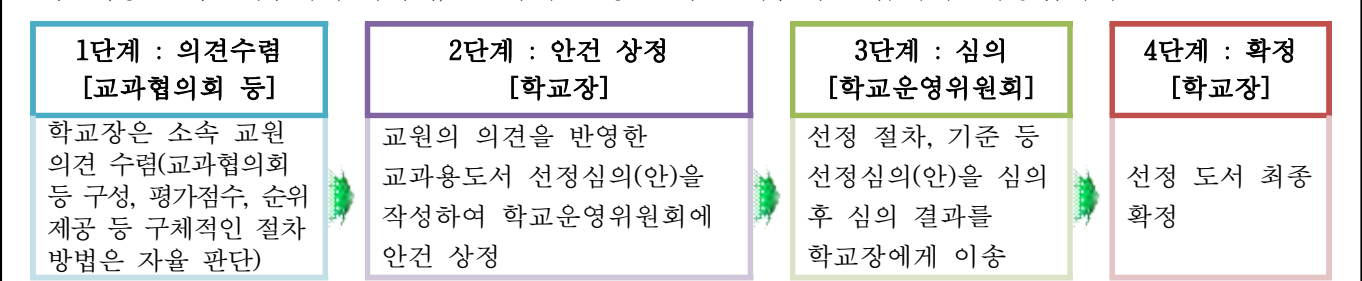 1단계 : 의견수렴
[교과협의회 등]
학교장은 소속 교원
의견 수렴(교과협의회
등 구성, 평가점수, 순위
제공 등 구체적인 절차
방법은 자율 판단)
2단계 : 안건 상정
[학교장]
교원의 의견을 반영한
교과용도서 선정심의(안)을
작성하여 학교운영위원회에
안건 상정
3단계 : 심의
[학교운영위원회]
선정 절차, 기준 등
선정심의(안)을 심의
후 심의 결과를
학교장에게 이송
4단계 : 확정
[학교장]
선정 도서 최종
확정